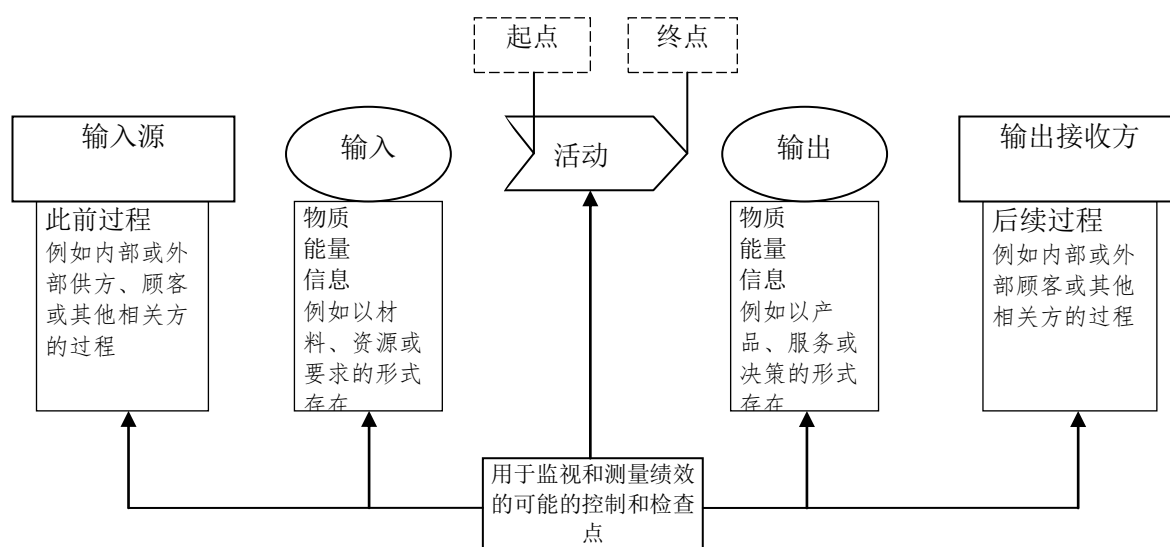 起点
终点
输入源
输入
活动
输出
输出接收方
此前过程
例如内部或外
部供方、顾客
或其他相关方
的过程
物质
能量
信息
例如以材
料、资源或
要求的形式
存在
物质
能量
信息
例如以产
品、服务或
决策的形式
存在
后续过程
例如内部或外
部顾客或其他
相关方的过程
用于监视和测量绩效
的可能的控制和检查
点